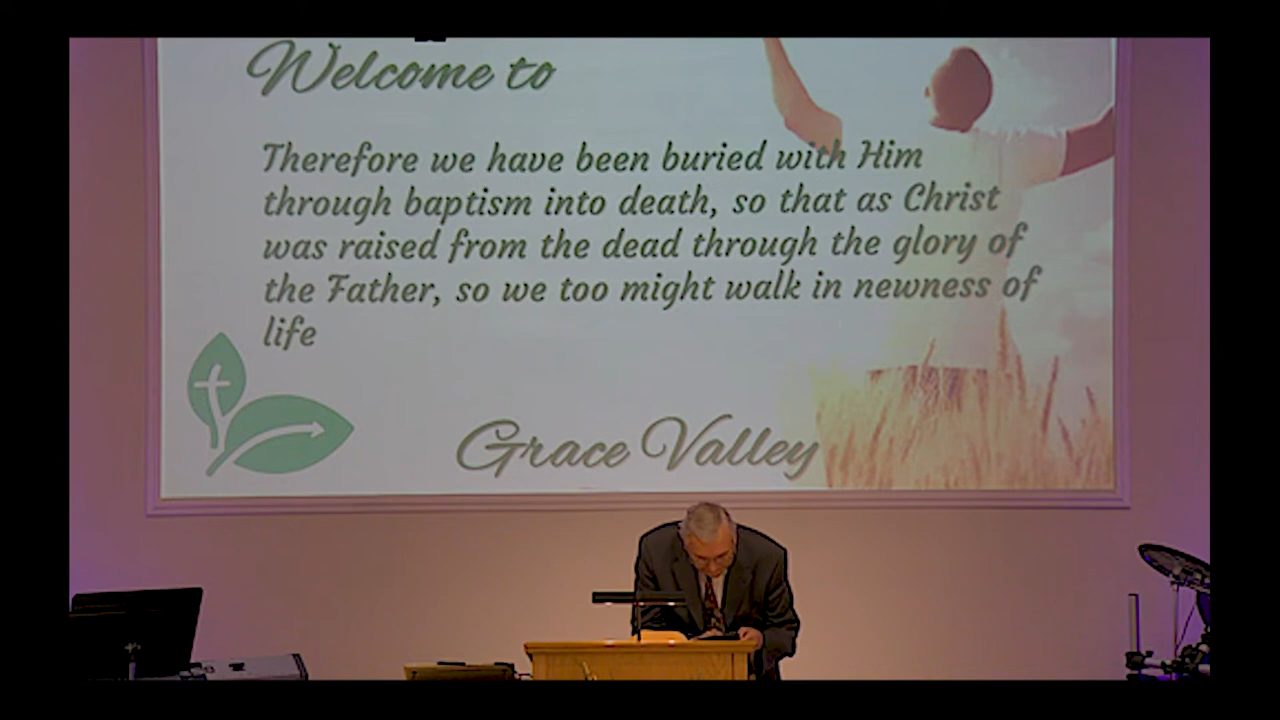 Welcome to
Therefore we have been buried with Him
through baptism into death, so that as Christ
was raised from the dead through the glory of
the Father, so we too might walk in newness of
life
Grace Valley